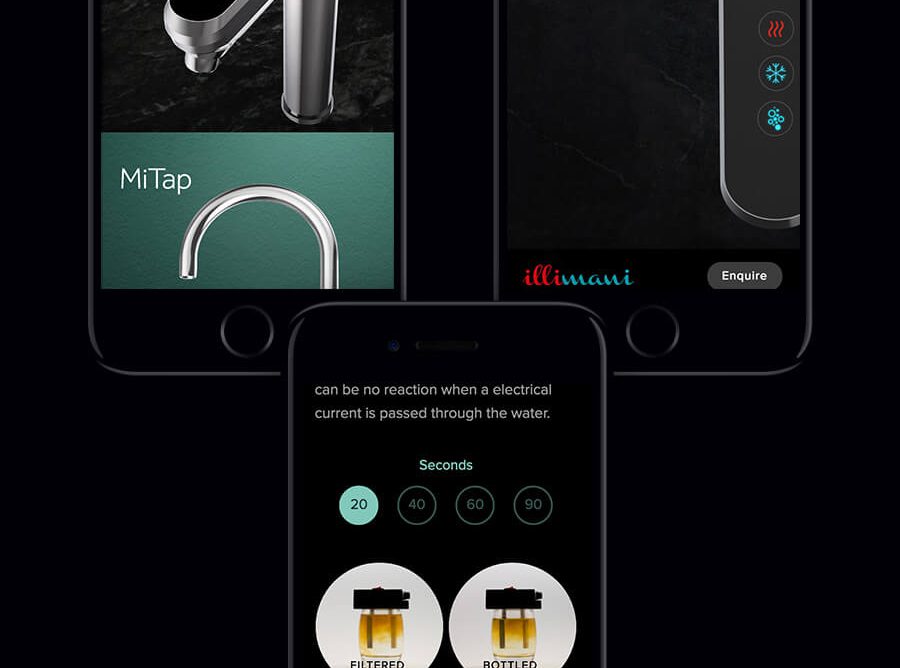 MiTap
illimani
Enquire
can be no reaction when a electrical
current is passed through the water.
Seconds
20 40 60 90
FILTERED BOTTLED